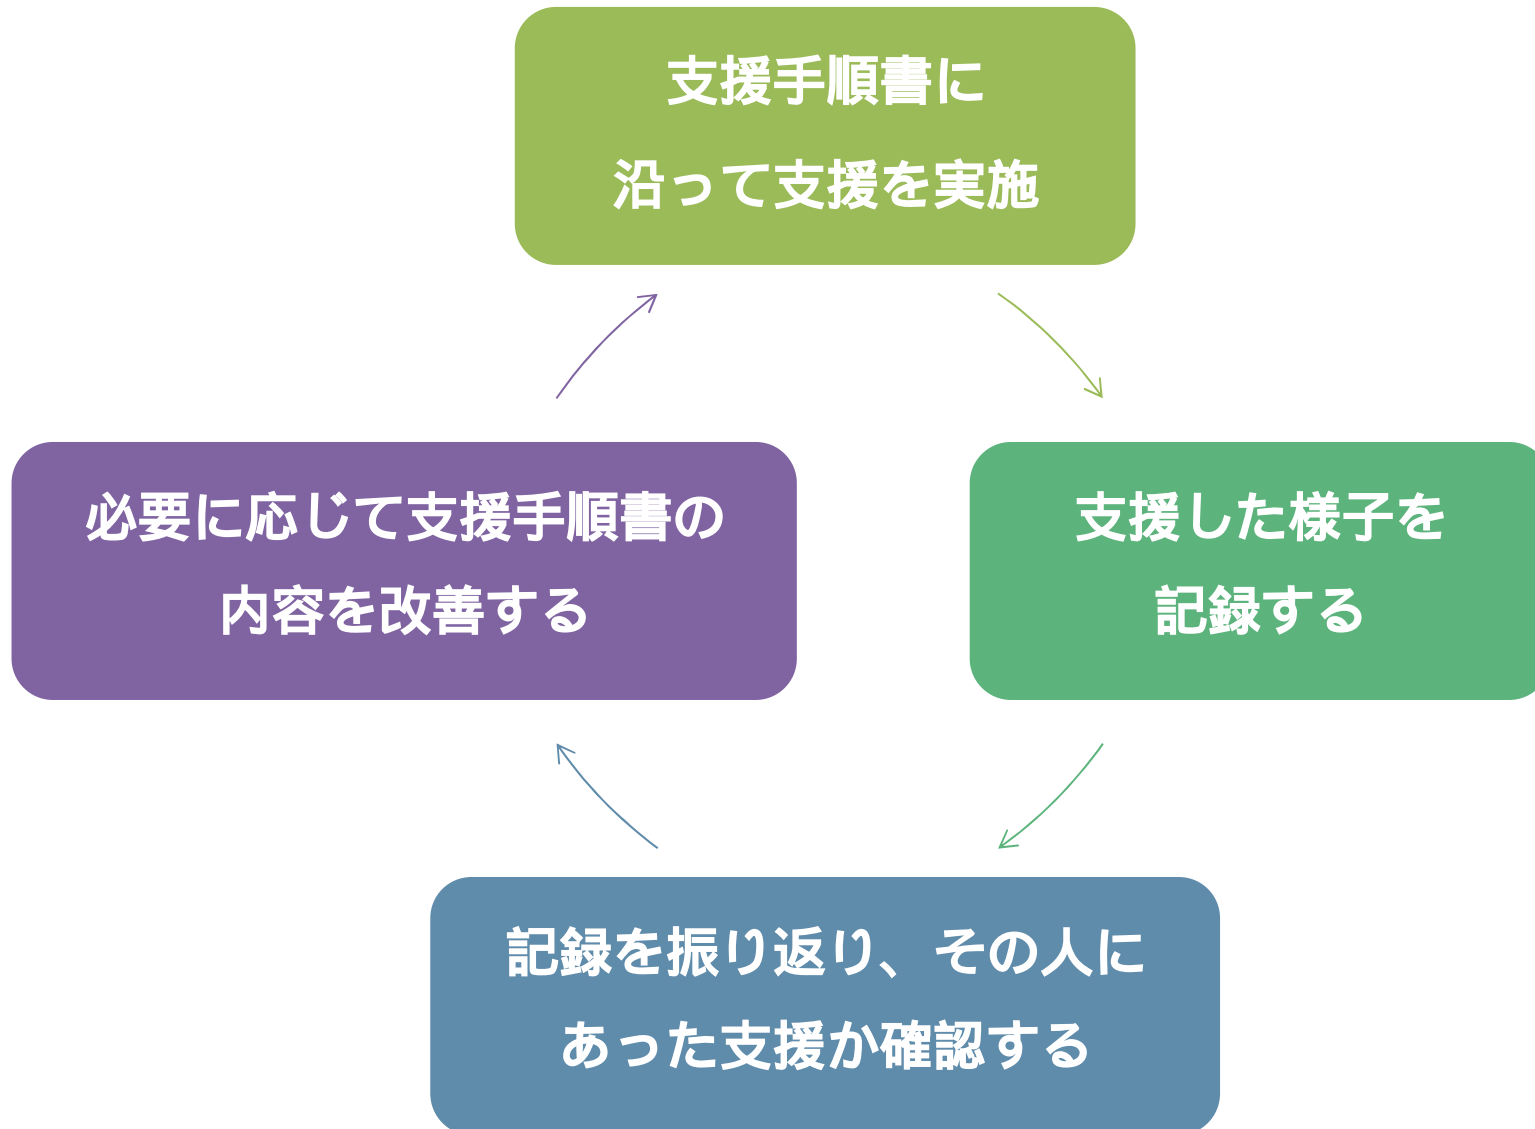 支援手順書に
沿って支援を実施
必要に応じて支援手順書の
内容を改善する
支援した様子を
記録する
記録を振り返り、その人に
あった支援か確認する